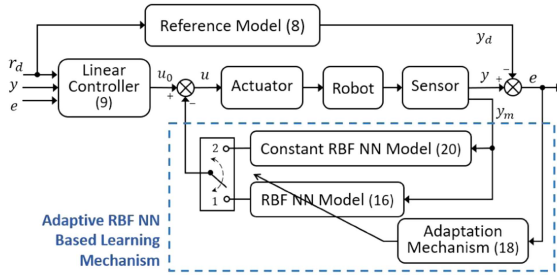 Reference Model (8)
r_d
y
e
Linear
Controller
(9)
u_0
+
−
u
Actuator
Robot
Sensor
y
+
−
y_d
e
y_m
2
1
Constant RBF NN Model (20)
RBF NN Model (16)
Adaptation
Mechanism (18)
Adaptive RBF NN
Based Learning
Mechanism